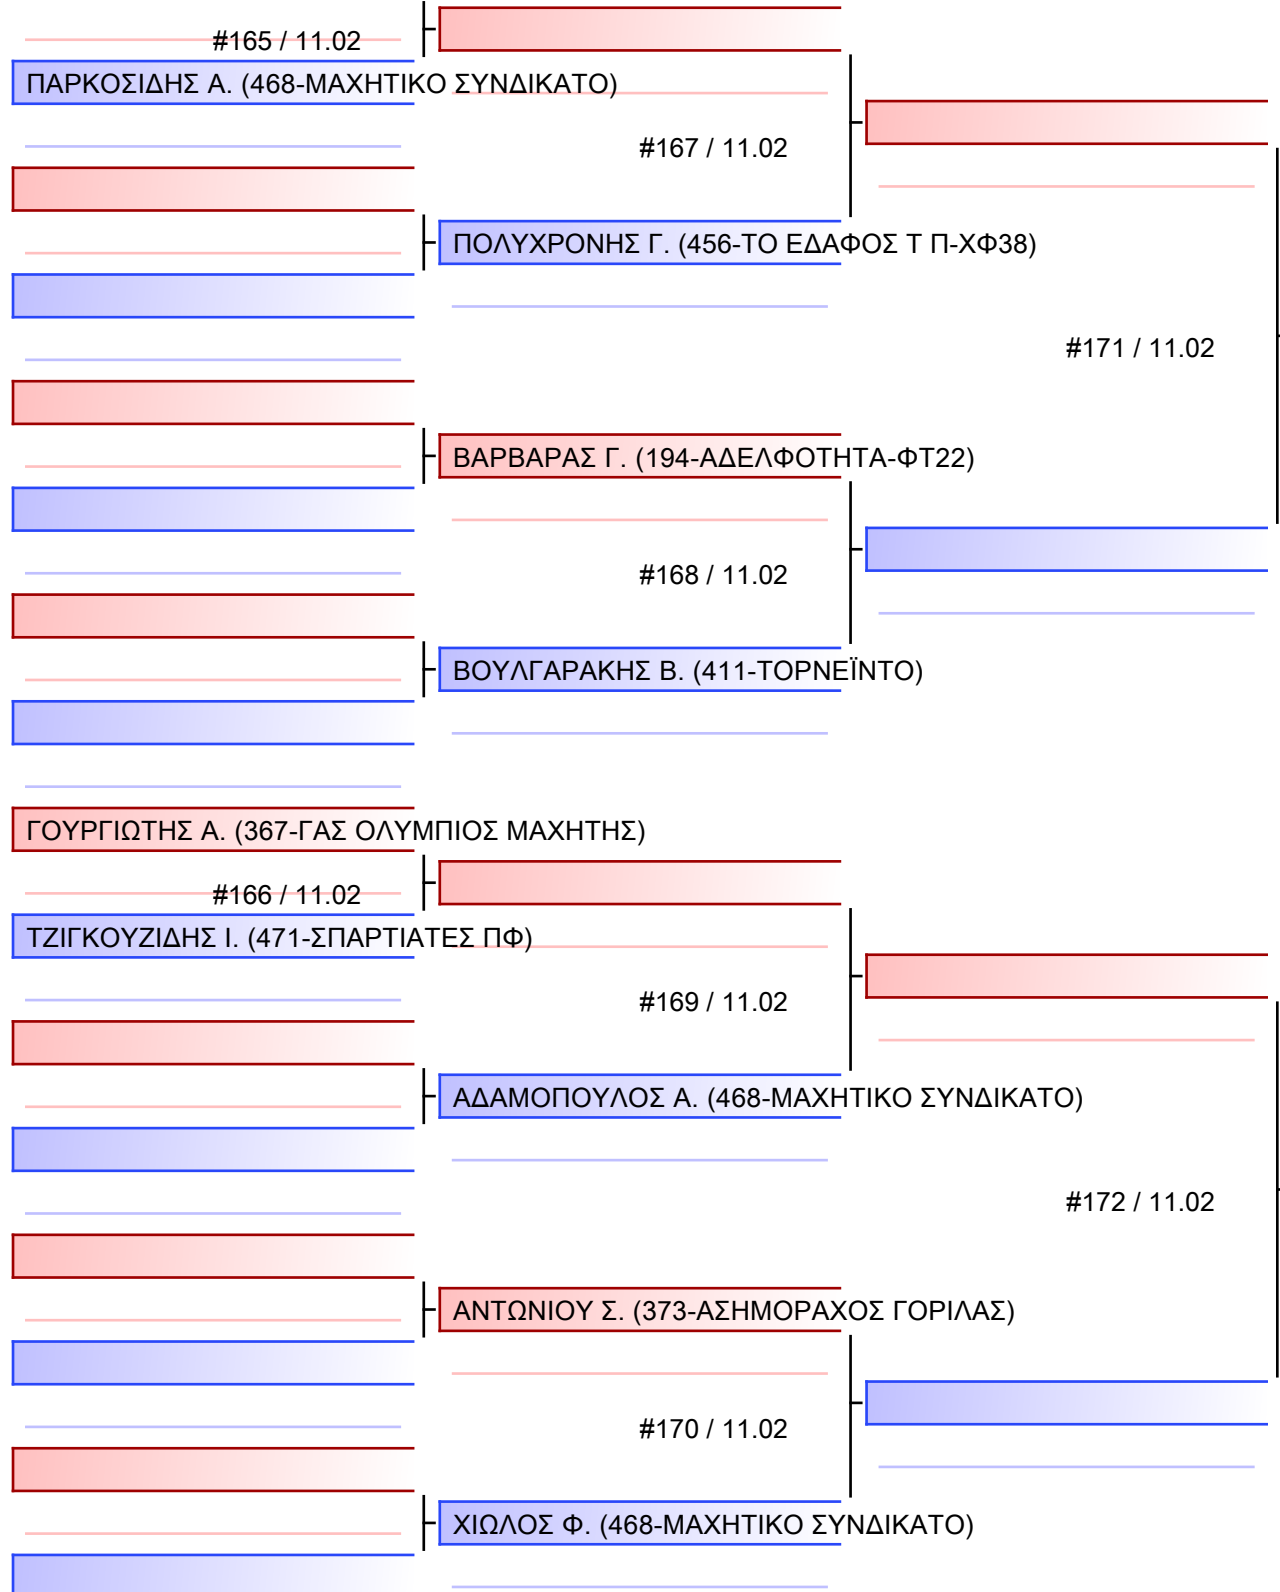 #165 / 11.02
ΠΑΡΚΟΣΙΔΗΣ Α. (468-ΜΑΧΗΤΙΚΟ ΣΥΝΔΙΚΑΤΟ)
#167 / 11.02
ΠΟΛΥΧΡΟΝΗΣ Γ. (456-ΤΟ ΕΔΑΦΟΣ Τ Π-ΧΦ38)
#171 / 11.02
ΒΑΡΒΑΡΑΣ Γ. (194-ΑΔΕΛΦΟΤΗΤΑ-ΦΤ22)
#168 / 11.02
ΒΟΥΛΓΑΡΑΚΗΣ Β. (411-ΤΟΡΝΕΪΝΤΟ)
ΓΟΥΡΓΙΩΤΗΣ Α. (367-ΓΑΣ ΟΛΥΜΠΙΟΣ ΜΑΧΗΤΗΣ)
#166 / 11.02
ΤΖΙΓΚΟΥΖΙΔΗΣ Ι. (471-ΣΠΑΡΤΙΑΤΕΣ ΠΦ)
#169 / 11.02
ΑΔΑΜΟΠΟΥΛΟΣ Α. (468-ΜΑΧΗΤΙΚΟ ΣΥΝΔΙΚΑΤΟ)
#172 / 11.02
ΑΝΤΩΝΙΟΥ Σ. (373-ΑΣΗΜΟΡΑΧΟΣ ΓΟΡΙΛΑΣ)
#170 / 11.02
ΧΙΩΛΟΣ Φ. (468-ΜΑΧΗΤΙΚΟ ΣΥΝΔΙΚΑΤΟ)